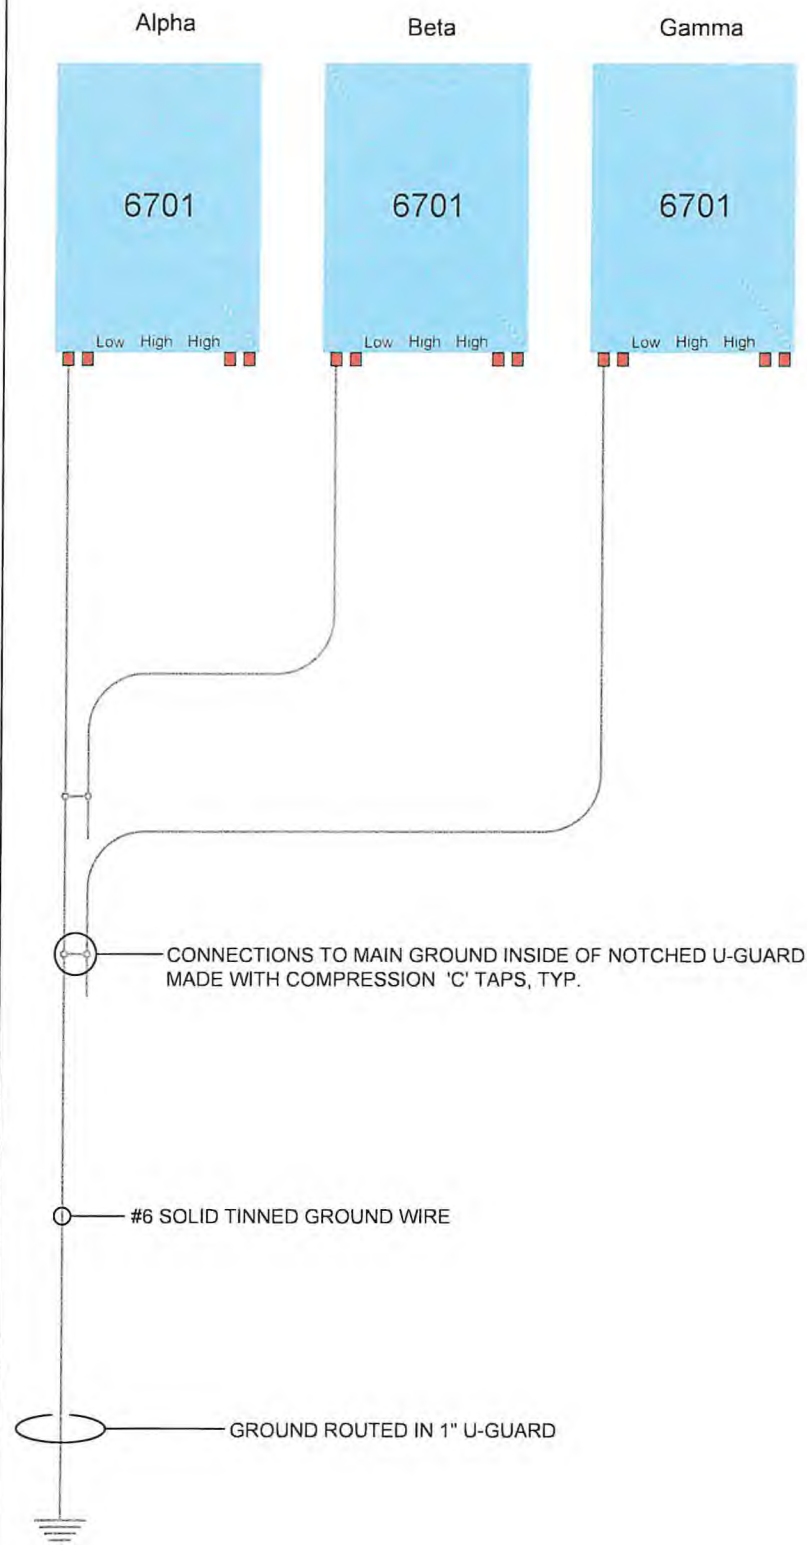 Alpha
Beta
Gamma
6701
6701
6701
Low High High
Low High High
Low High High
CONNECTIONS TO MAIN GROUND INSIDE OF NOTCHED U-GUARD
MADE WITH COMPRESSION 'C' TAPS, TYP.
#6 SOLID TINNED GROUND WIRE
GROUND ROUTED IN 1" U-GUARD